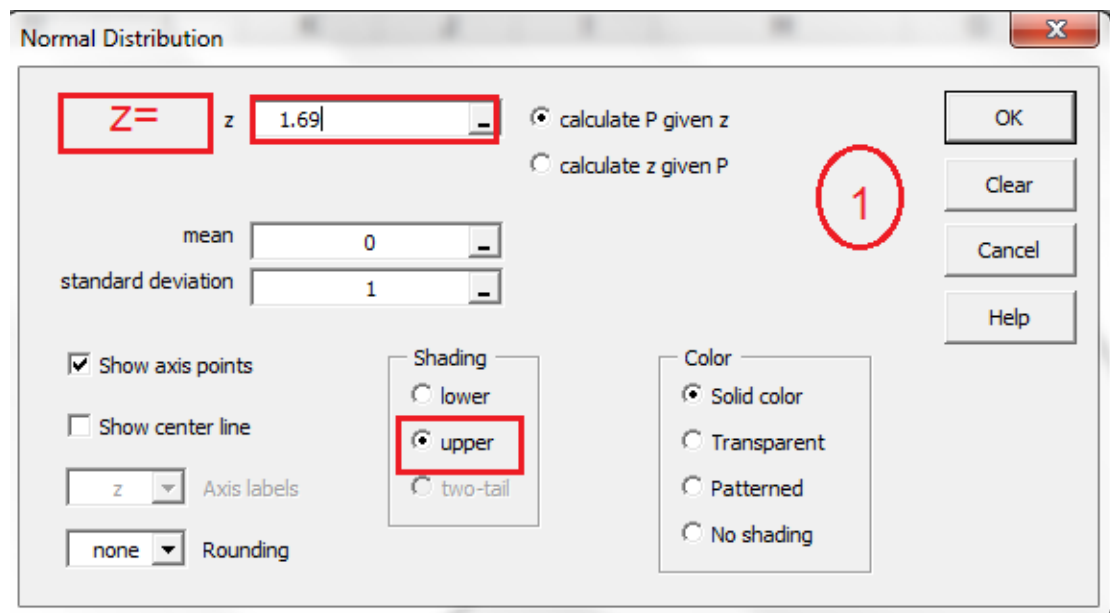 Normal Distribution
x
z= z 1.69 calculate P given z OK
calculate z given P
1
Clear
mean 0 Cancel
standard deviation 1
Help
Show axis points
Show center line
z Axis labels
none Rounding
Shading
lower
upper
two-tail
Color
Solid color
Transparent
Patterned
No shading